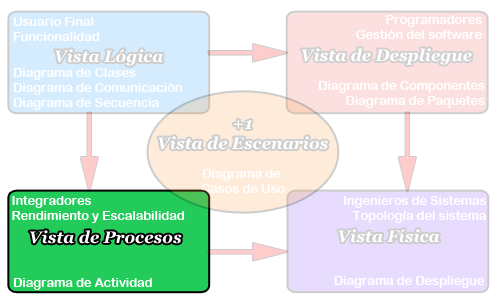 Usuario Final
Funcionalidad
Vista Lógica
Diagrama de Clases
Diagrama de Comunicación
Diagrama de Secuencia
Programadores
Gestión del software
Vista de Despliegue
Diagrama de Componentes
Diagrama de Paquetes
+1
Vista de Escenarios
Diagrama de
Casos de Uso
Integradores
Rendimiento y Escalabilidad
Vista de Procesos
Diagrama de Actividad
Ingenieros de Sistemas
Topología del sistema
Vista Física
Diagrama de Despliegue